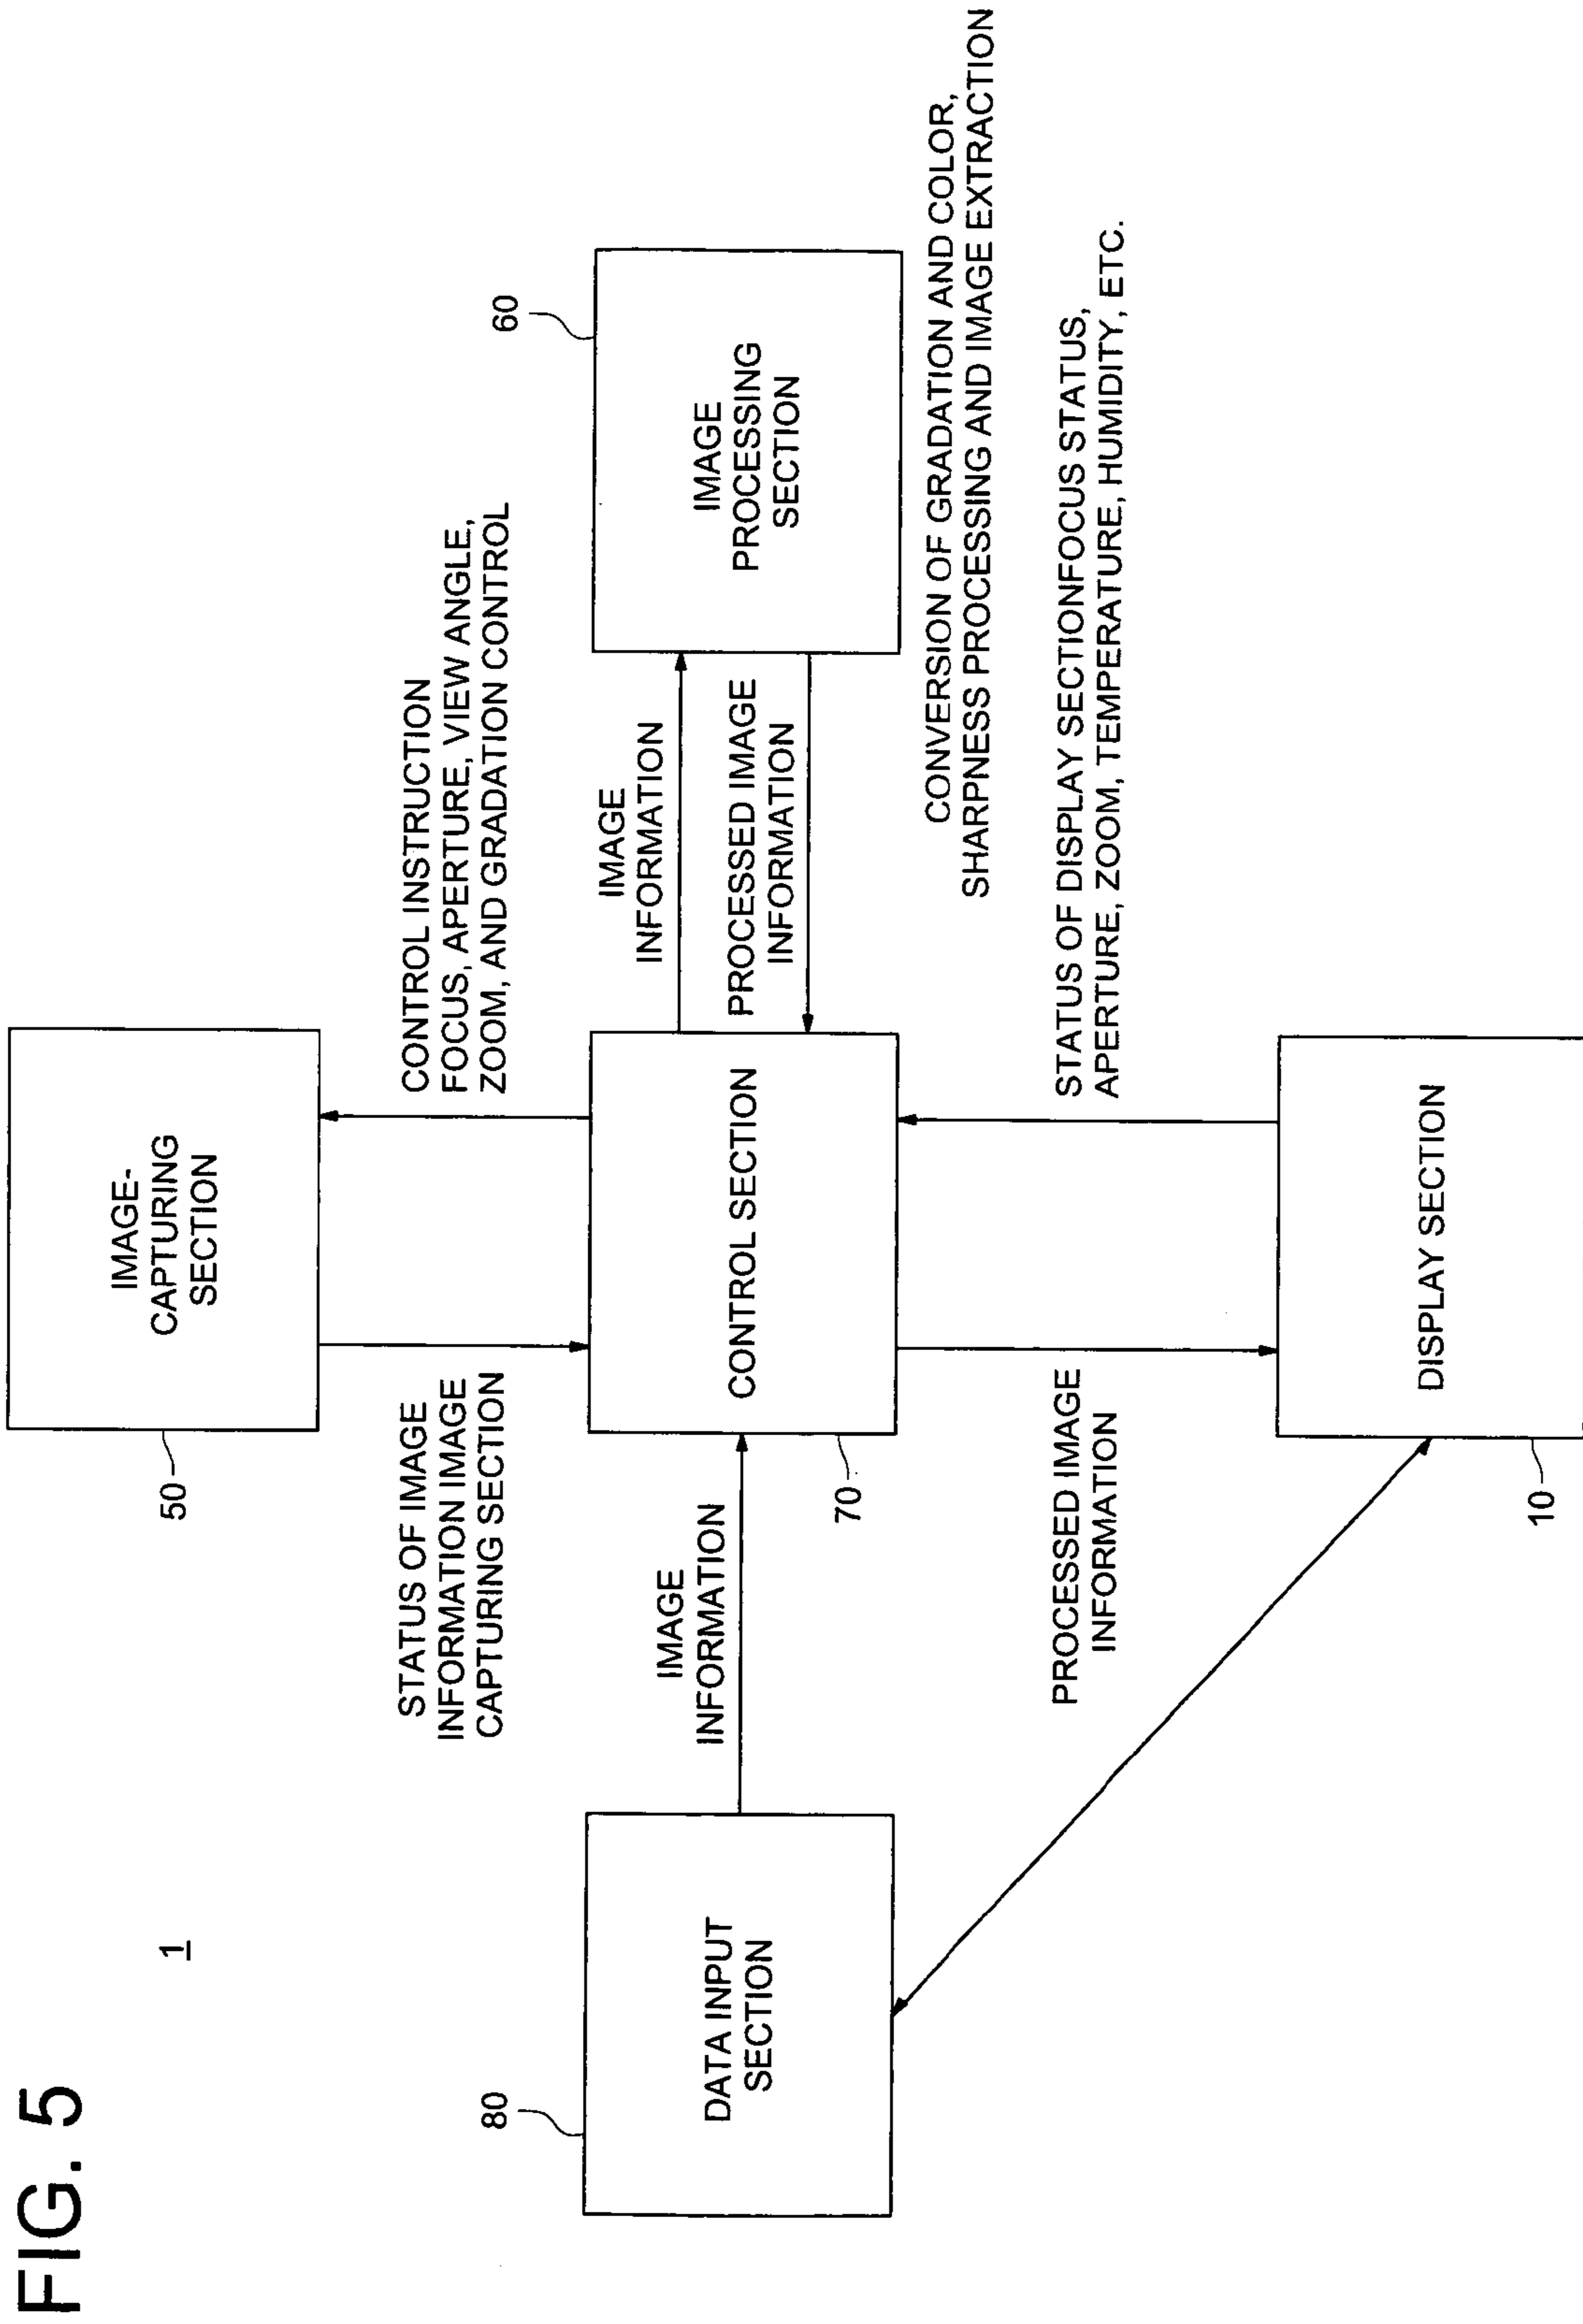 FIG. 5
1
IMAGE-
CAPTURING
SECTION
50
STATUS OF IMAGE
INFORMATION IMAGE
CAPTURING SECTION
CONTROL INSTRUCTION
FOCUS, APERTURE, VIEW ANGLE,
ZOOM, AND GRADATION CONTROL
80
DATA INPUT
SECTION
IMAGE
INFORMATION
CONTROL SECTION
70
IMAGE
INFORMATION
PROCESSED IMAGE
INFORMATION
60
IMAGE
PROCESSING
SECTION
CONVERSION OF GRADATION AND COLOR,
SHARPNESS PROCESSING AND IMAGE EXTRACTION
PROCESSED IMAGE
INFORMATION
STATUS OF DISPLAY SECTIONFOCUS STATUS,
APERTURE, ZOOM, TEMPERATURE, HUMIDITY, ETC.
DISPLAY SECTION
10